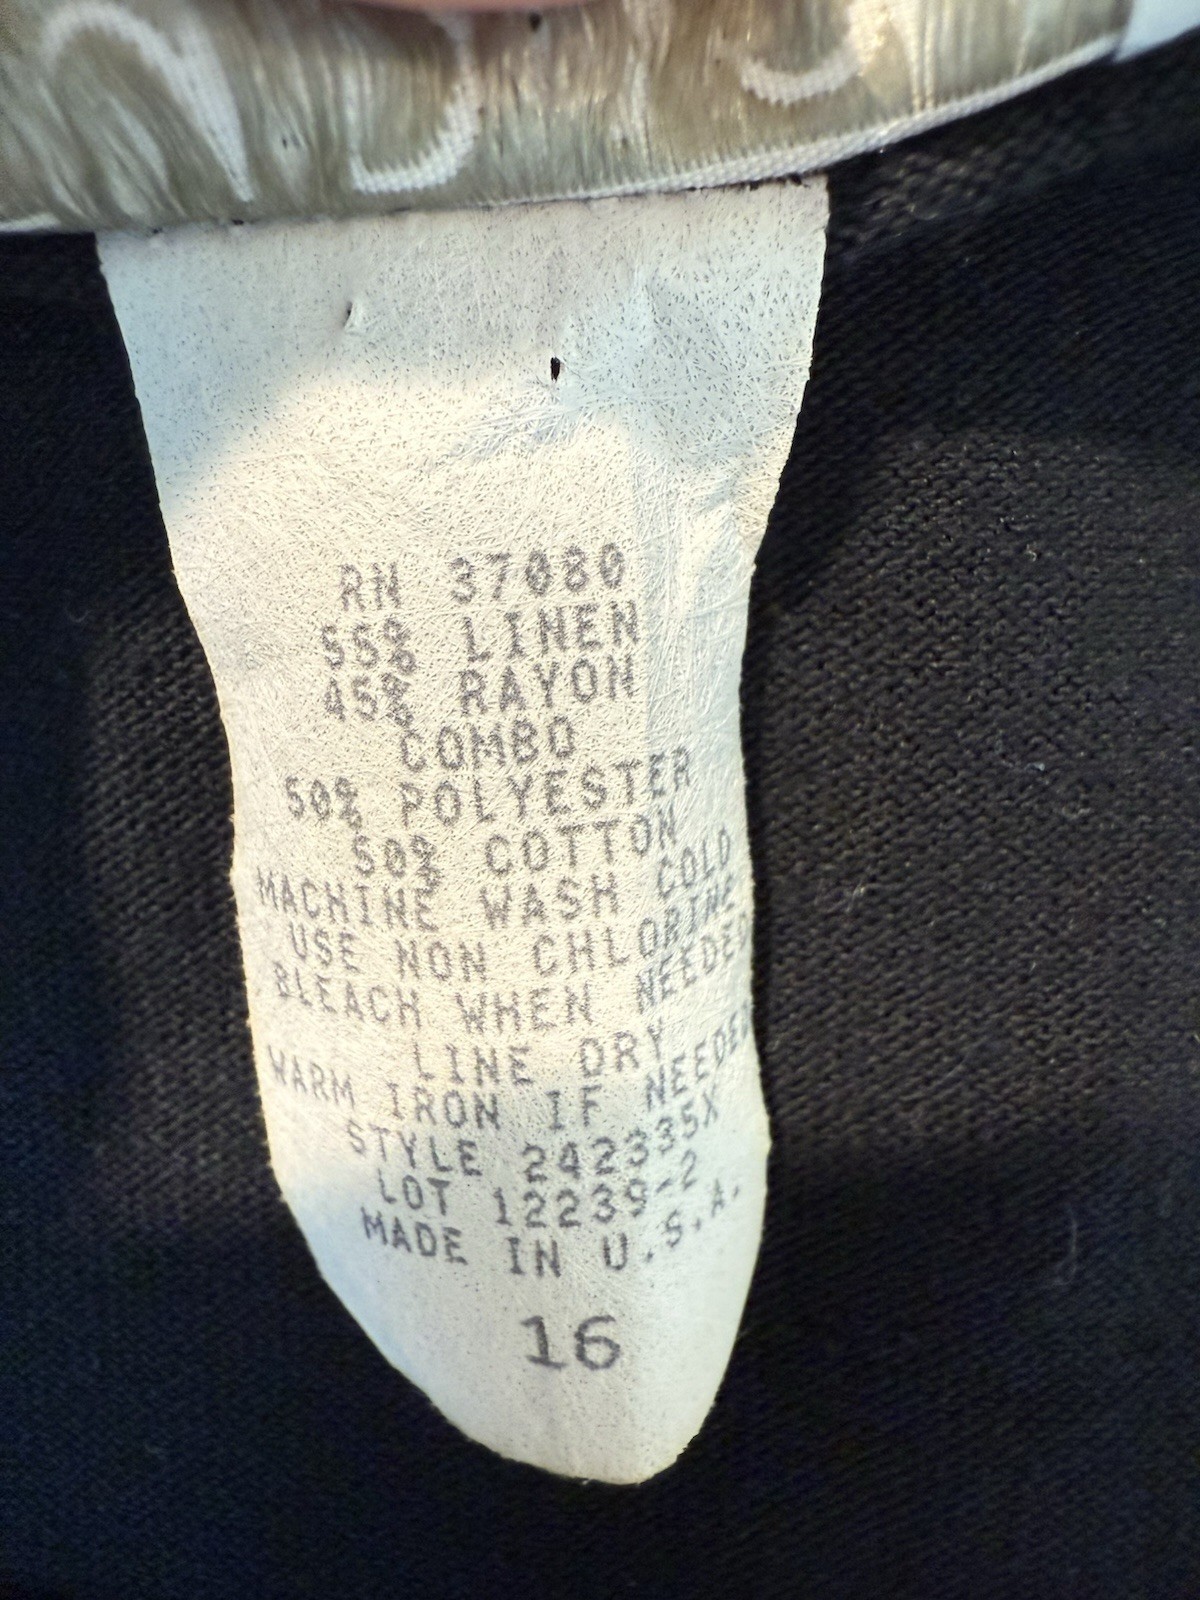 RN 37080
55% LINEN
45% RAYON
COMBO
50% POLYESTER
50% COTTON
MACHINE WASH COLD
USE NON CHLORINE
BLEACH WHEN NEEDED
LINE DRY
WARM IRON IF NEEDED
STYLE 242335X
LOT 12239-2
MADE IN U.S.A.
16